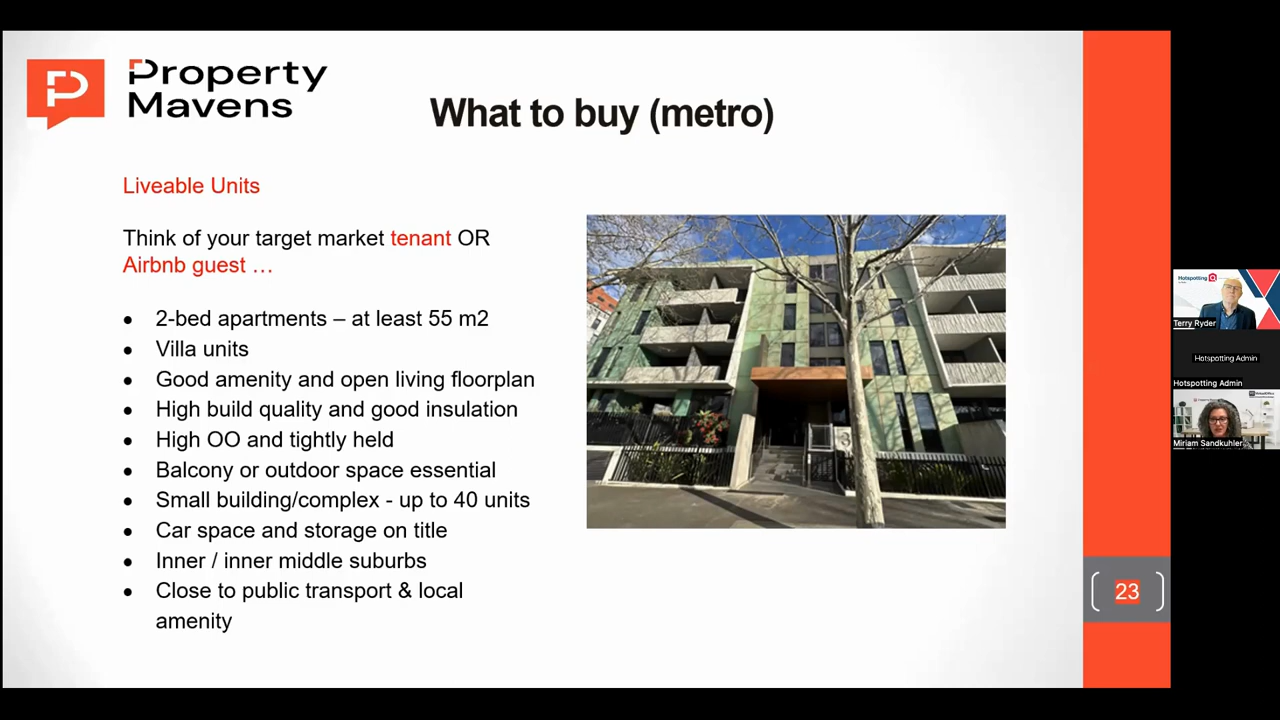 Property
Mavens
What to buy (metro)
Liveable Units
Think of your target market tenant OR
Airbnb guest …
• 2-bed apartments – at least 55 m2
• Villa units
• Good amenity and open living floorplan
• High build quality and good insulation
• High OO and tightly held
• Balcony or outdoor space essential
• Small building/complex - up to 40 units
• Car space and storage on title
• Inner / inner middle suburbs
• Close to public transport & local
amenity
23
Hotspotting
Terry Ryder
Hotspotting Admin
Hotspotting Admin
Miriam Sandkuhler